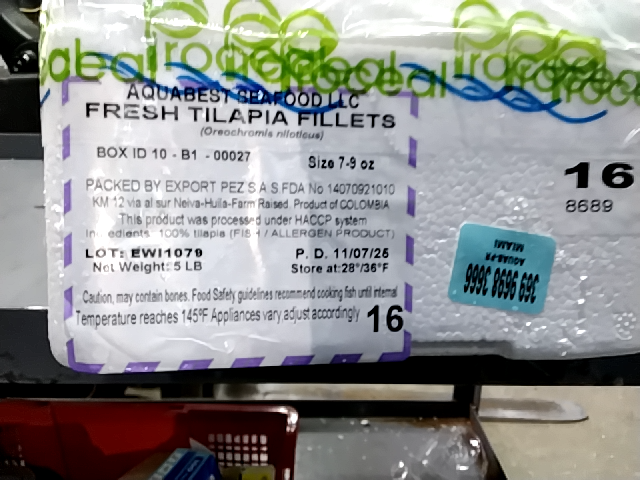 AQUABEST SEAFOOD LLC
FRESH TILAPIA FILLETS
(Oreochromis niloticus)
BOX ID 10 - B1 - 00027
Size 7-9 oz
PACKED BY EXPORT PEZ S A S.FDA No 14070921010
KM 12 via al sur Neiva-Huila-Farm Raised. Product of COLOMBIA
This product was processed under HACCP system
Ingredients: 100% tilapia (FISH / ALLERGEN PRODUCT)
LOT: EWI1079
P. D. 11/07/25
Net Weight: 5 LB
Store at:28°/36°F
Caution, may contain bones. Food Safety guidelines recommend cooking fish until internal
Temperature reaches 145°F Appliances vary adjust accordingly
16
16
8689
MIAMI